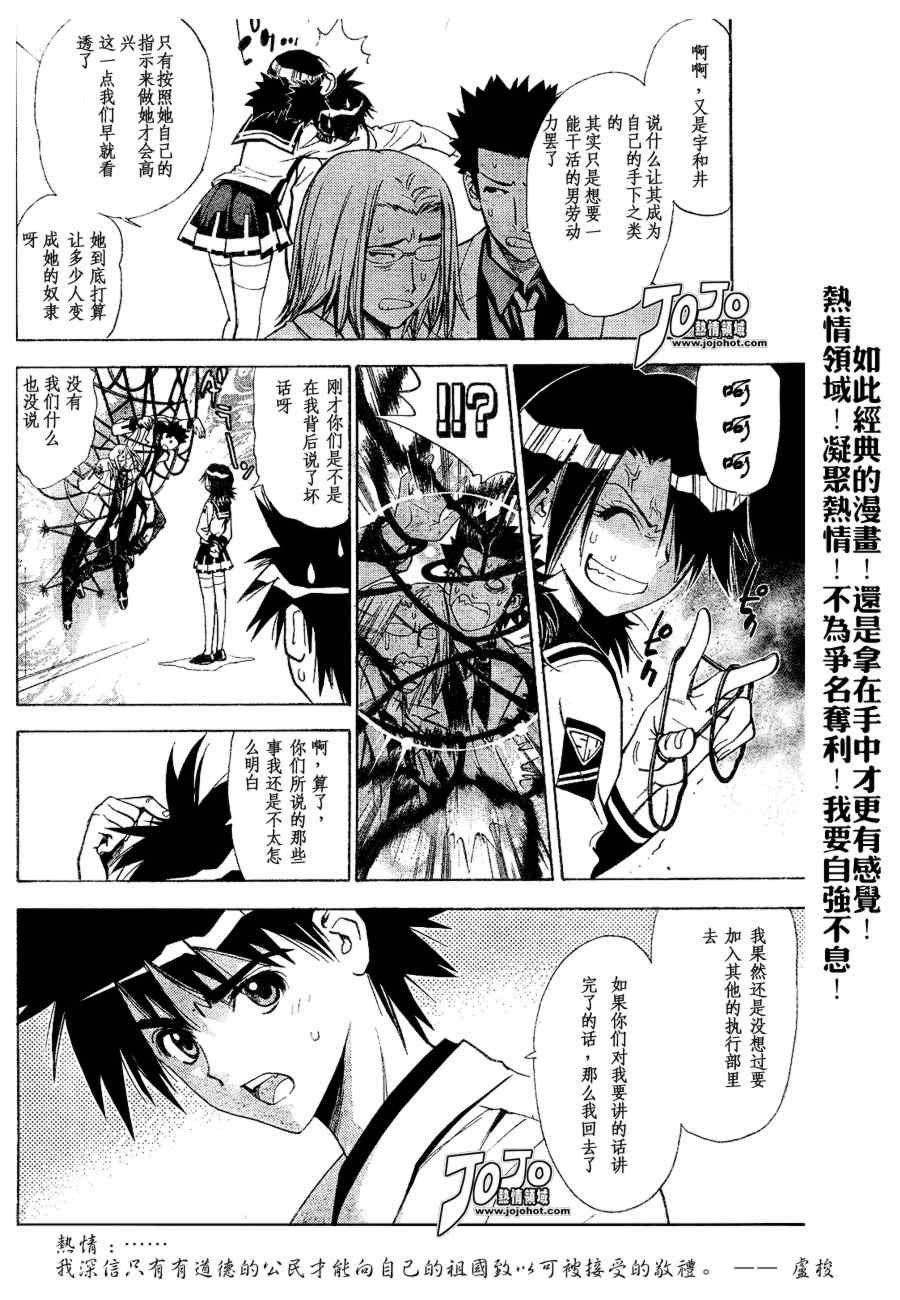 啊啊，又是宇和井
说什么让其成为
自己的手下之类
的
其实只是想要一
能干活的男劳动
力罢了
只有按照她自己的
指示来做她才会高
兴
这一点我们早就看
透了
她到底打算
让多少人变
成她的奴隶
呀
JOJO
熱情領域
www.jojohot.com
呵呵呵
!!?
刚才你们是不是
在我背后说了坏
话呀
没有
我们什么
也没说
啊，算了，
你们所说的那些
事我还是不太怎
么明白
我果然还是没想过要
加入其他的执行部里
去
如果你们对我要讲的话讲
完了的话，那么我回去了
JOJO
熱情領域
www.jojohot.com
如此經典的漫畫！還是拿在手中才更有感覺！
熱情領域！凝聚熱情！不為爭名奪利！我要自強不息！
熱情：……
我深信只有有道德的公民才能向自己的祖國致以可被接受的敬禮。 —— 盧梭